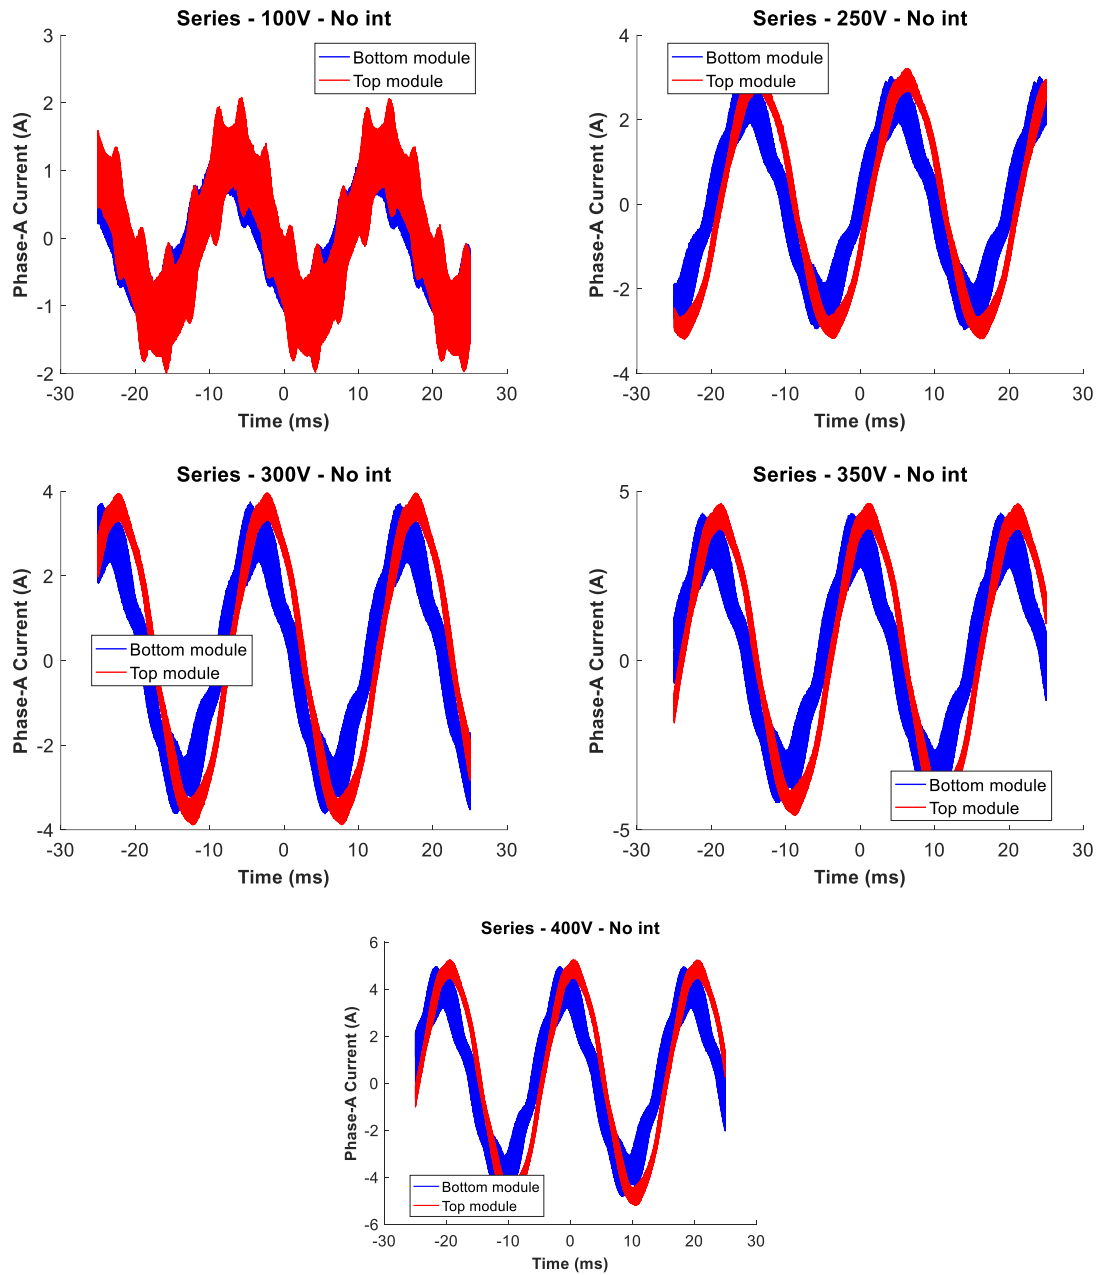 Series - 100V - No int
3
2
1
0
-1
-2
Phase-A Current (A)
Bottom module
Top module
-30 -20 -10 0 10 20 30
Time (ms)
Series - 250V - No int
4
2
0
-2
-4
Phase-A Current (A)
Bottom module
Top module
-30 -20 -10 0 10 20 30
Time (ms)
Series - 300V - No int
4
2
0
-2
-4
Phase-A Current (A)
Bottom module
Top module
-30 -20 -10 0 10 20 30
Time (ms)
Series - 350V - No int
5
0
-5
Phase-A Current (A)
Bottom module
Top module
-30 -20 -10 0 10 20 30
Time (ms)
Series - 400V - No int
6
4
2
0
-2
-4
-6
Phase-A Current (A)
Bottom module
Top module
-30 -20 -10 0 10 20 30
Time (ms)